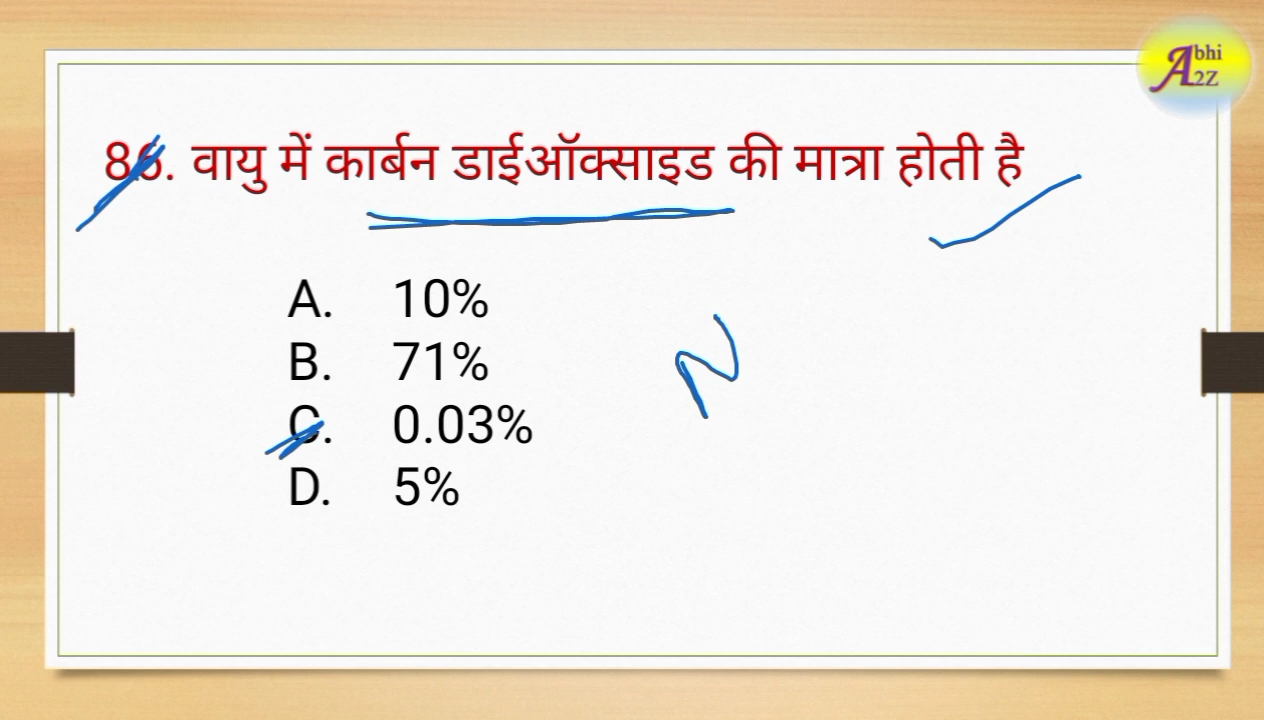 Abhi
A2Z
86. वायु में कार्बन डाईऑक्साइड की मात्रा होती है
A. 10%
B. 71%
C. 0.03%
D. 5%
N